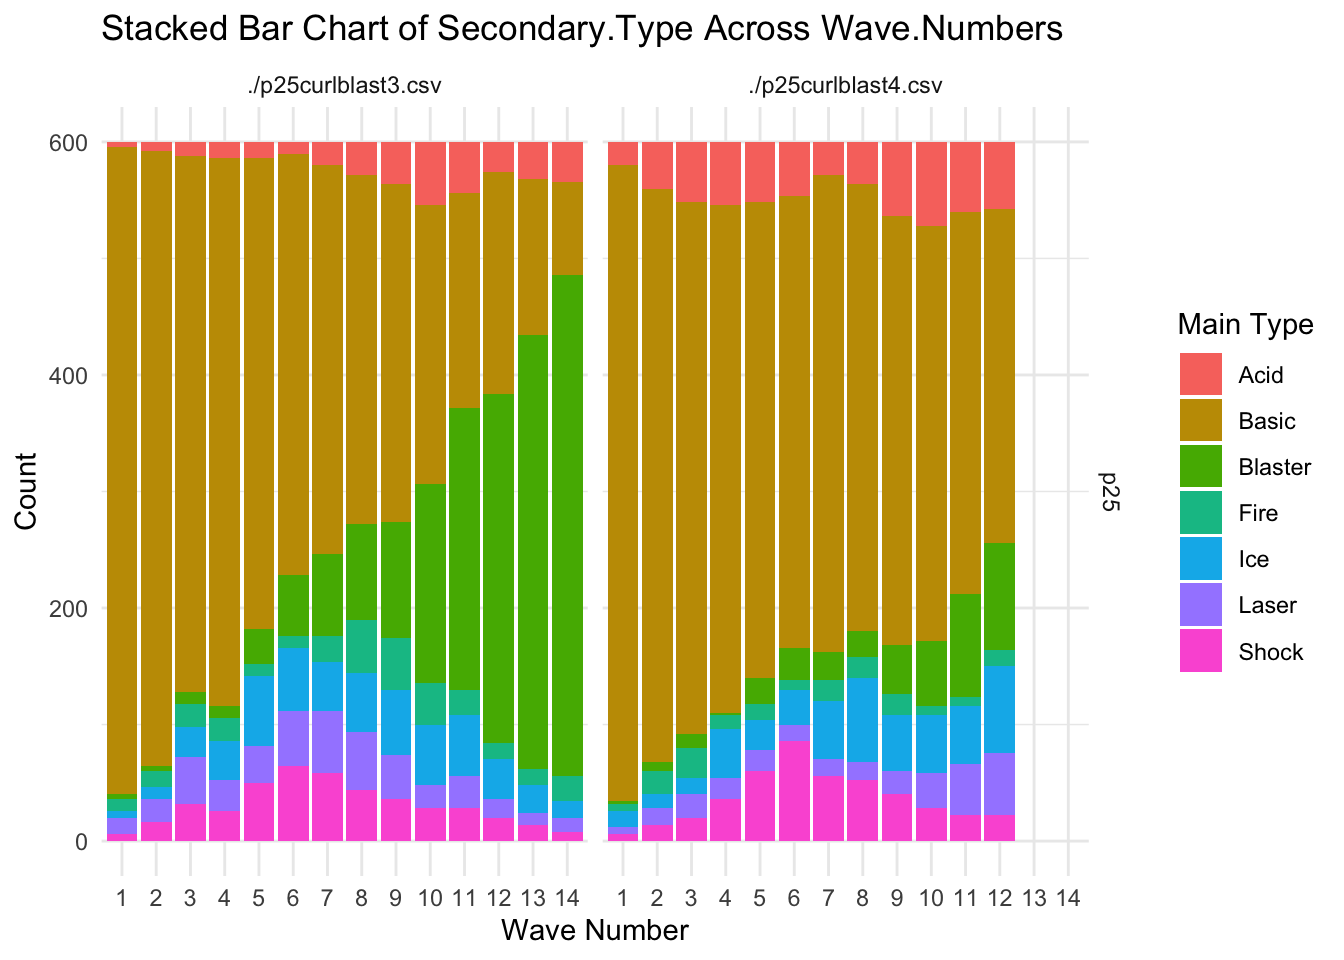 Stacked Bar Chart of Secondary.Type Across Wave.Numbers
./p25curlblast3.csv
./p25curlblast4.csv
600
400
200
0
Count
1 2 3 4 5 6 7 8 9 10 11 12 13 14
1 2 3 4 5 6 7 8 9 10 11 12 13 14
Wave Number
p25
Main Type
Acid
Basic
Blaster
Fire
Ice
Laser
Shock